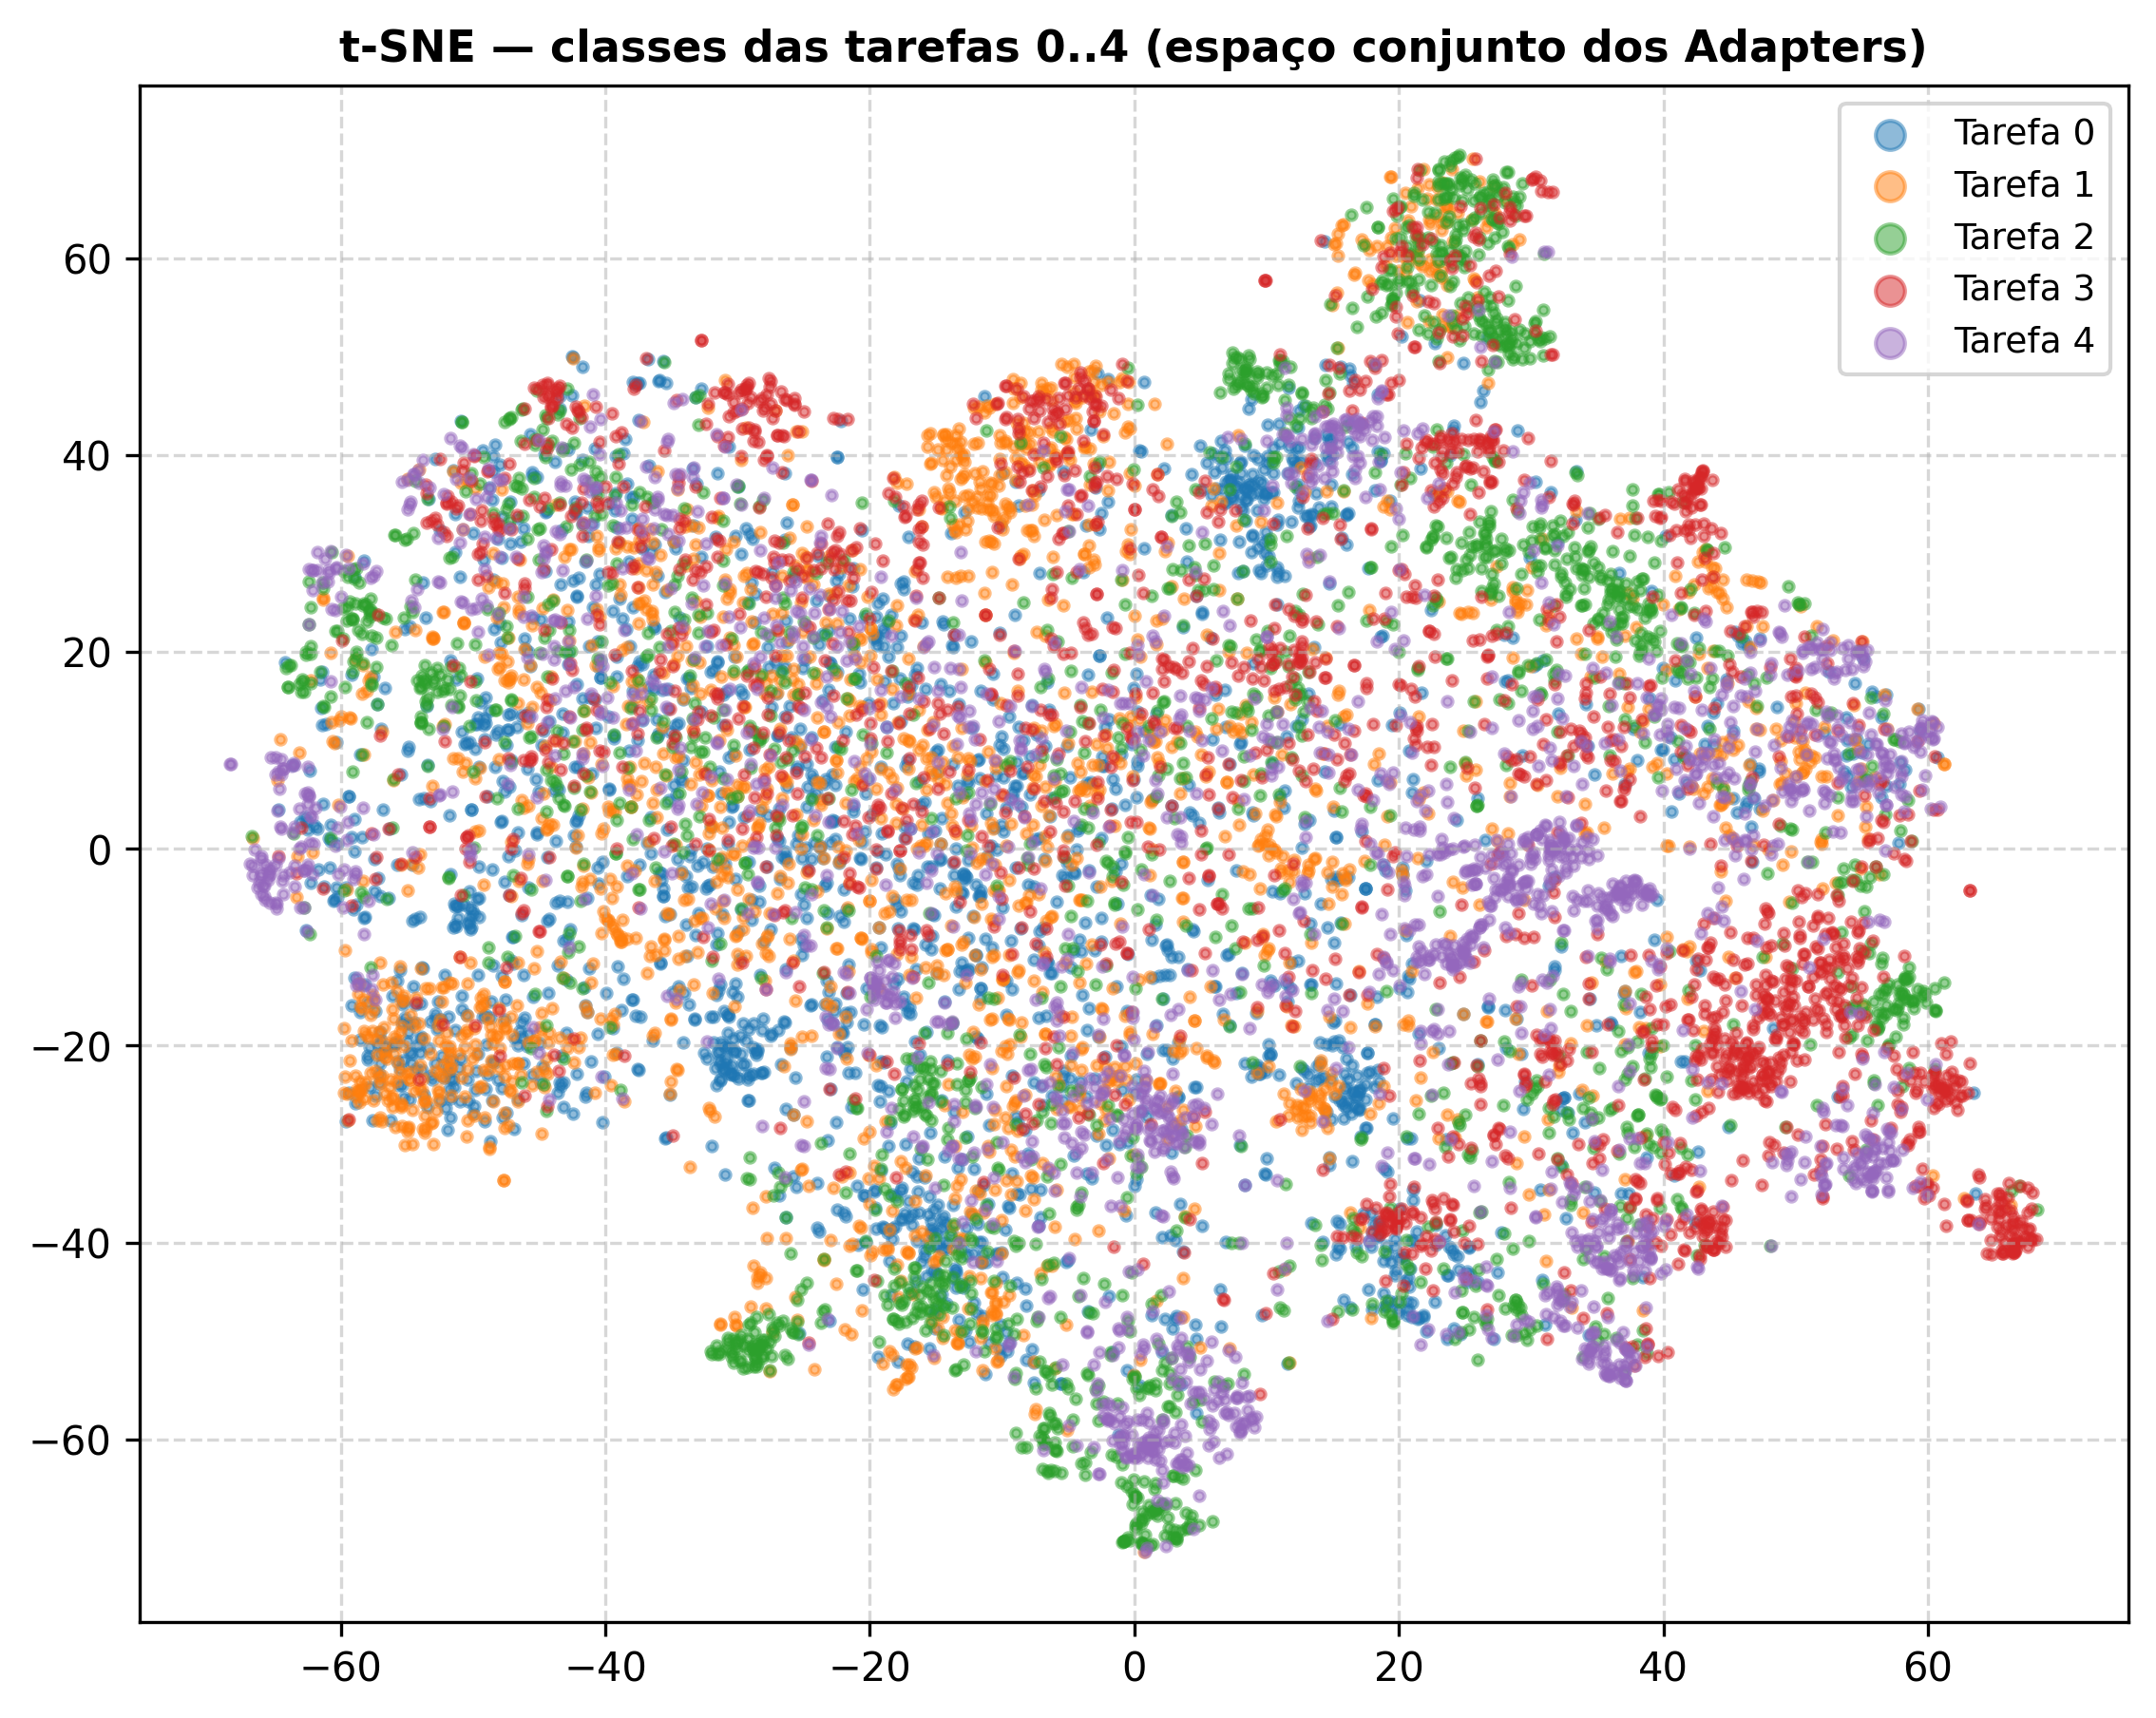 t-SNE — classes das tarefas 0..4 (espaço conjunto dos Adapters)
Tarefa 0
Tarefa 1
Tarefa 2
Tarefa 3
Tarefa 4
60
40
20
0
−20
−40
−60
−60 −40 −20 0 20 40 60